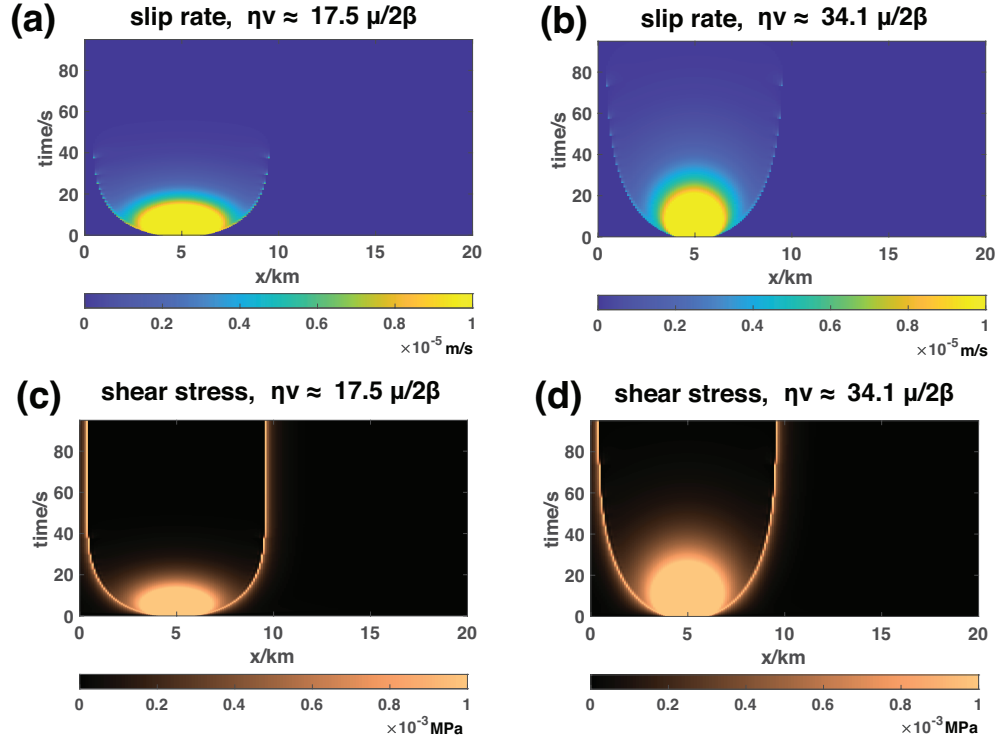 (a) slip rate, ηv ≈ 17.5 μ/2β
time/s
80
60
40
20
0
0 5 10 15 20
x/km
0 0.2 0.4 0.6 0.8 1
×10⁻⁵ m/s
(b) slip rate, ηv ≈ 34.1 μ/2β
time/s
80
60
40
20
0
0 5 10 15 20
x/km
0 0.2 0.4 0.6 0.8 1
×10⁻⁵ m/s
(c) shear stress, ηv ≈ 17.5 μ/2β
time/s
80
60
40
20
0
0 5 10 15 20
x/km
0 0.2 0.4 0.6 0.8 1
×10⁻³ MPa
(d) shear stress, ηv ≈ 34.1 μ/2β
time/s
80
60
40
20
0
0 5 10 15 20
x/km
0 0.2 0.4 0.6 0.8 1
×10⁻³ MPa